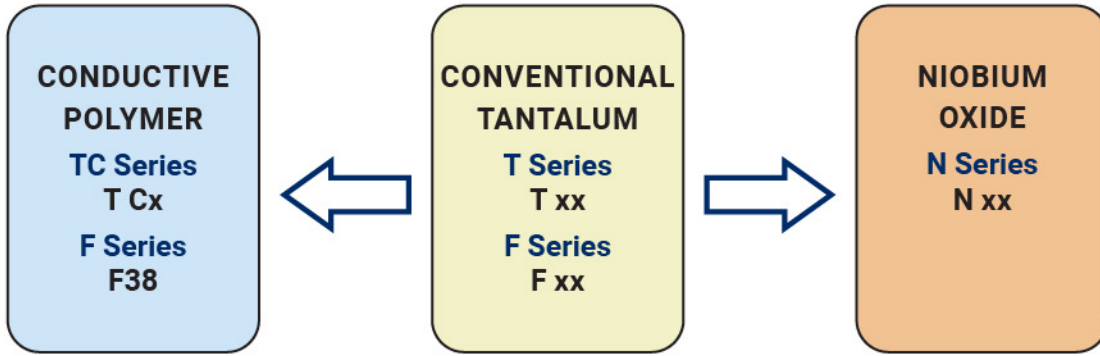 CONDUCTIVE
POLYMER
TC Series
T Cx
F Series
F38
CONVENTIONAL
TANTALUM
T Series
T xx
F Series
F xx
NIOBIUM
OXIDE
N Series
N xx